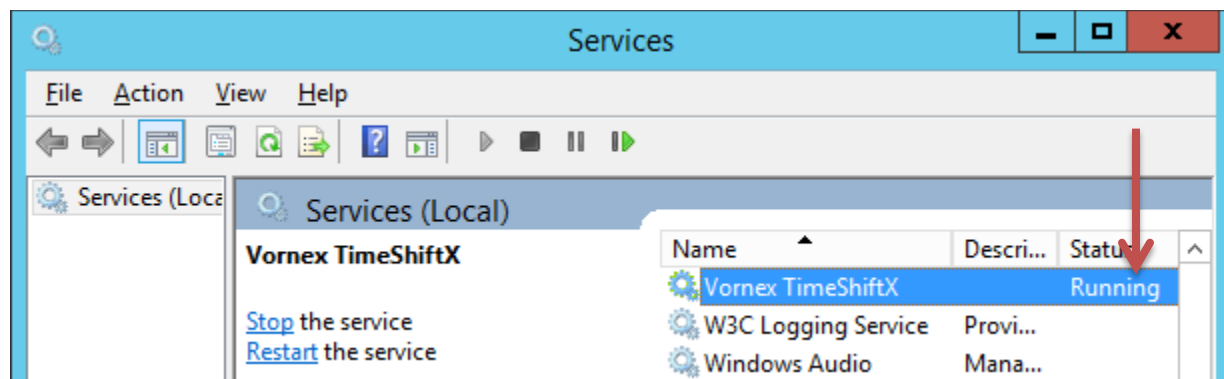 Services
File Action View Help
Services (Loca
Services (Local)
Vornex TimeShiftX
Stop the service
Restart the service
Name Descri... Status
Vornex TimeShiftX Running
W3C Logging Service Provi...
Windows Audio Mana...